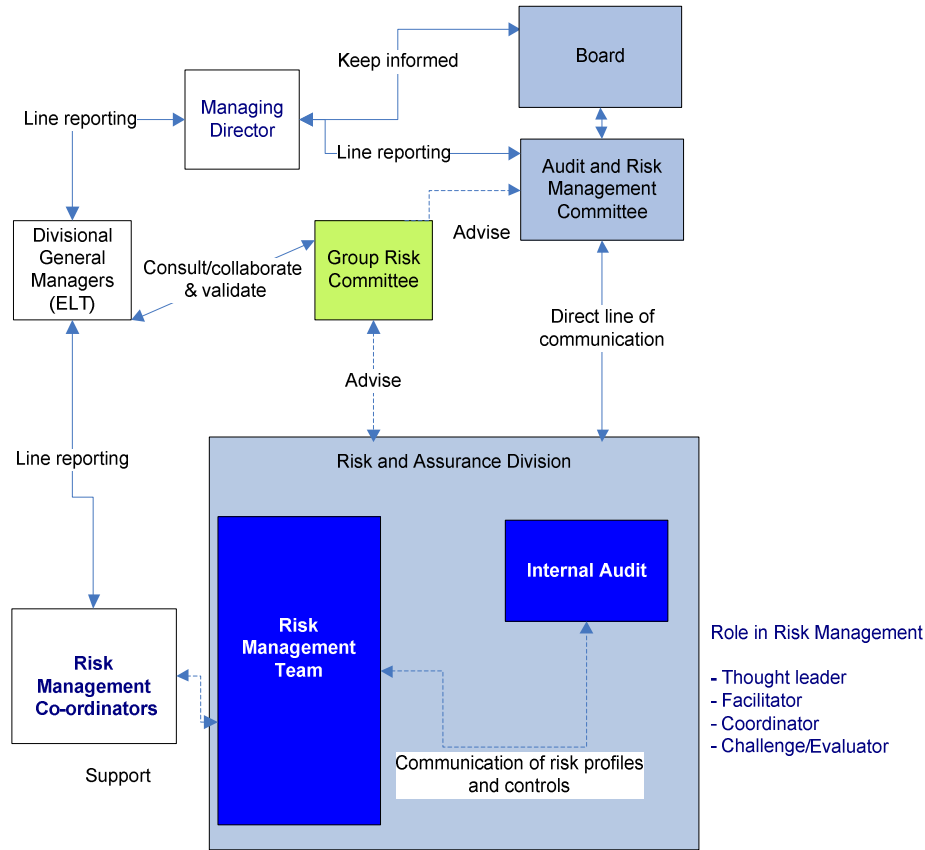 Board
Keep informed
Managing
Director
Line reporting
Line reporting
Audit and Risk
Management
Committee
Advise
Divisional
General
Managers
(ELT)
Consult/collaborate
& validate
Group Risk
Committee
Direct line of
communication
Advise
Line reporting
Risk and Assurance Division
Internal Audit
Risk
Management
Team
Risk
Management
Co-ordinators
Support
Communication of risk profiles
and controls
Role in Risk Management
- Thought leader
- Facilitator
- Coordinator
- Challenge/Evaluator